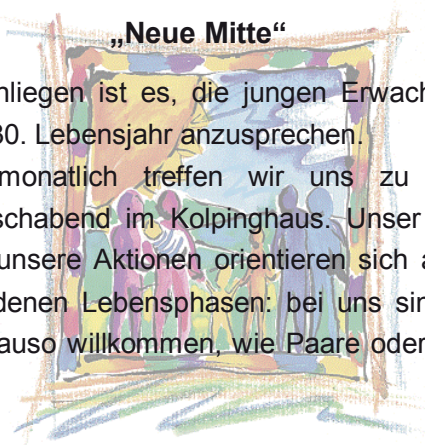 „Neue Mitte“
nliegen ist es, die jungen Erwach
30. Lebensjahr anzusprechen.
monatlich treffen wir uns zu
schabend im Kolpinghaus. Unser
unsere Aktionen orientieren sich a
denen Lebensphasen: bei uns sin
auso willkommen, wie Paare oder